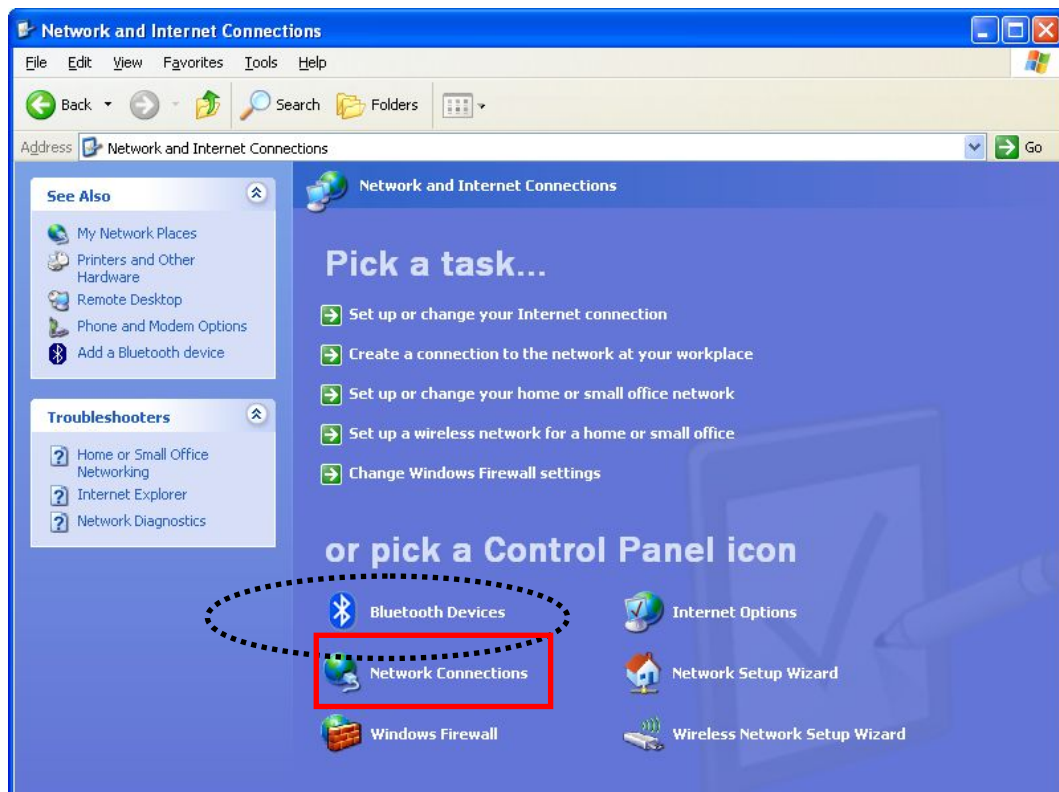 Network and Internet Connections
File Edit View Favorites Tools Help
Back Search Folders
Address Network and Internet Connections Go
See Also
My Network Places
Printers and Other
Hardware
Remote Desktop
Phone and Modem Options
Add a Bluetooth device
Troubleshooters
Home or Small Office
Networking
Internet Explorer
Network Diagnostics
Network and Internet Connections
Pick a task...
Set up or change your Internet connection
Create a connection to the network at your workplace
Set up or change your home or small office network
Set up a wireless network for a home or small office
Change Windows Firewall settings
or pick a Control Panel icon
Bluetooth Devices Internet Options
Network Connections Network Setup Wizard
Windows Firewall Wireless Network Setup Wizard